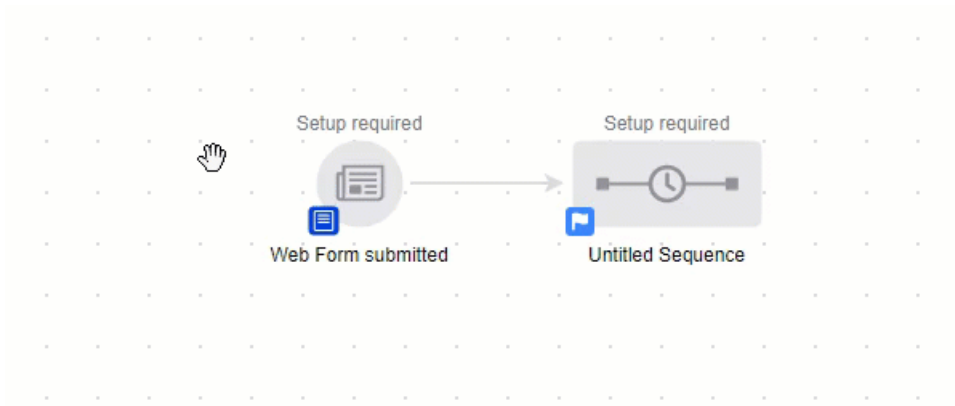 Setup required
Setup required
Web Form submitted
Untitled Sequence